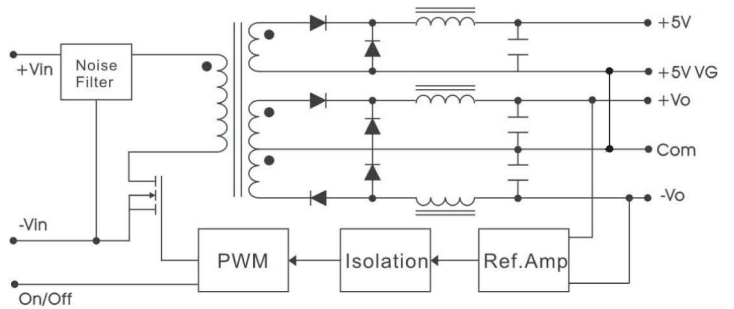 +5V
+Vin
Noise
Filter
+5V VG
+Vo
Com
-Vo
-Vin
PWM
Isolation
Ref.Amp
On/Off